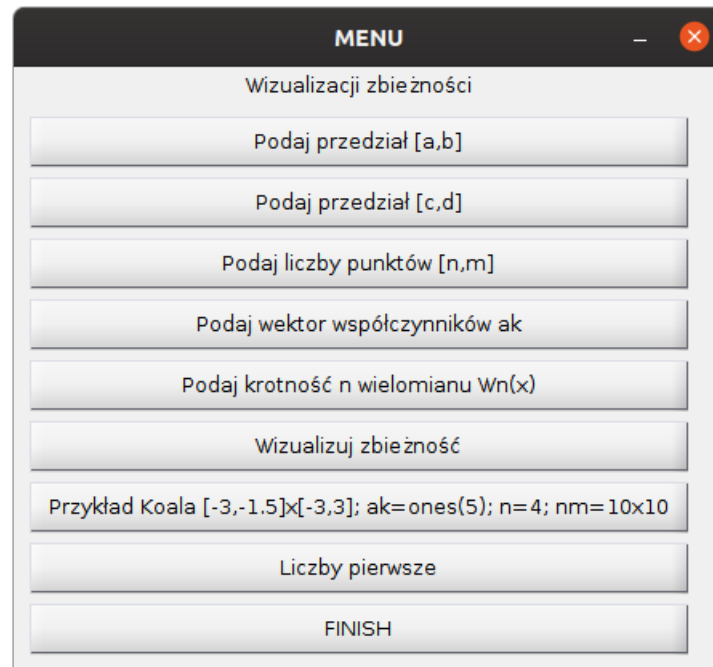 MENU
Wizualizacji zbieżności
Podaj przedział [a,b]
Podaj przedział [c,d]
Podaj liczby punktów [n,m]
Podaj wektor współczynników ak
Podaj krotność n wielomianu Wn(x)
Wizualizuj zbieżność
Przykład Koala [-3,-1.5]x[-3,3]; ak=ones(5); n=4; nm=10x10
Liczby pierwsze
FINISH